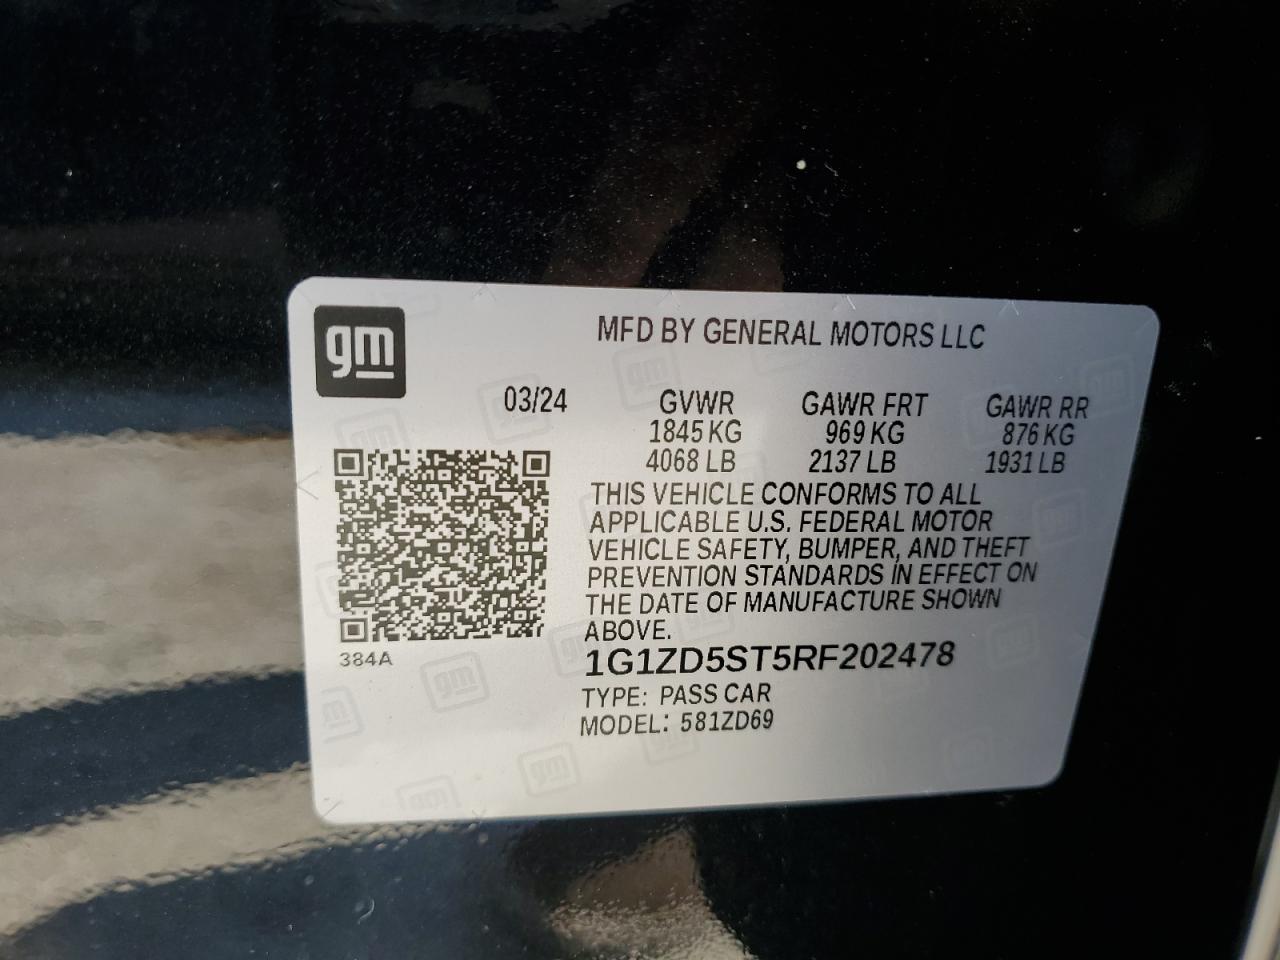 gm
MFD BY GENERAL MOTORS LLC
03/24 GVWR GAWR FRT GAWR RR
1845 KG 969 KG 876 KG
4068 LB 2137 LB 1931 LB
THIS VEHICLE CONFORMS TO ALL
APPLICABLE U.S. FEDERAL MOTOR
VEHICLE SAFETY, BUMPER, AND THEFT
PREVENTION STANDARDS IN EFFECT ON
THE DATE OF MANUFACTURE SHOWN
ABOVE.
384A
1G1ZD5ST5RF202478
TYPE: PASS CAR
MODEL: 581ZD69